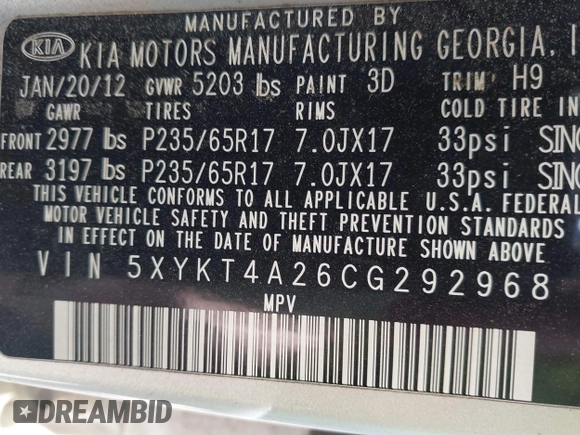 MANUFACTURED BY
KIA KIA MOTORS MANUFACTURING GEORGIA,
JAN/20/12 GVWR 5203 lbs PAINT 3D TRIM H9
GAWR TIRES RIMS COLD TIRE IN
FRONT 2977 lbs P235/65R17 7.0JX17 33psi SING
REAR 3197 lbs P235/65R17 7.0JX17 33psi SING
THIS VEHICLE CONFORMS TO ALL APPLICABLE U.S.A. FEDERAL
MOTOR VEHICLE SAFETY AND THEFT PREVENTION STANDARDS
IN EFFECT ON THE DATE OF MANUFACTURE SHOWN ABOVE
VIN 5XYKT4A26CG292968
MPV
DREAMBID